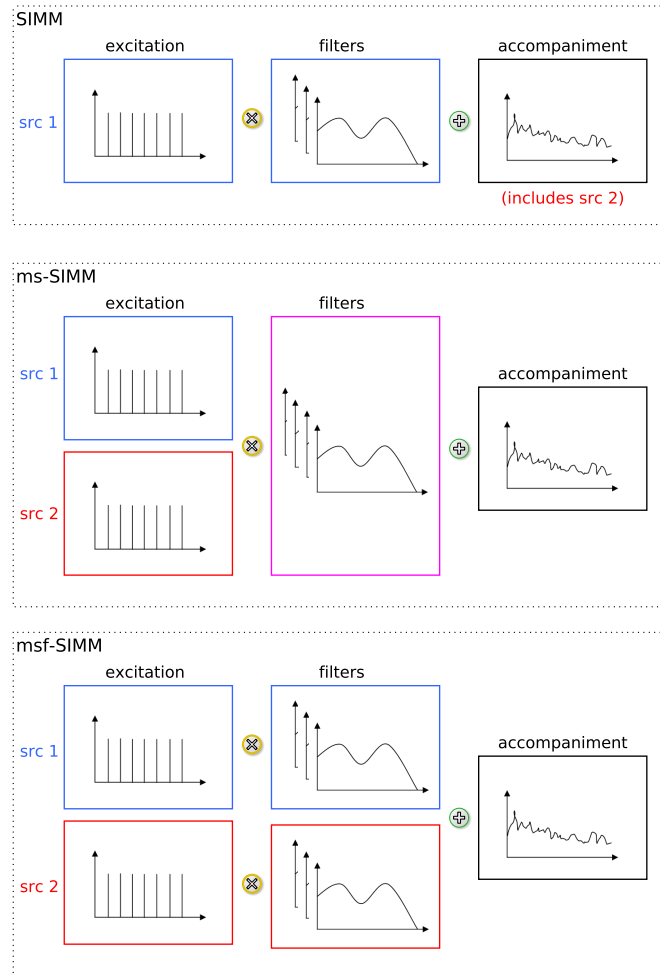 SIMM
excitation filters accompaniment
src 1
(includes src 2)
ms-SIMM
excitation filters
src 1
accompaniment
src 2
msf-SIMM
excitation filters
src 1
accompaniment
src 2